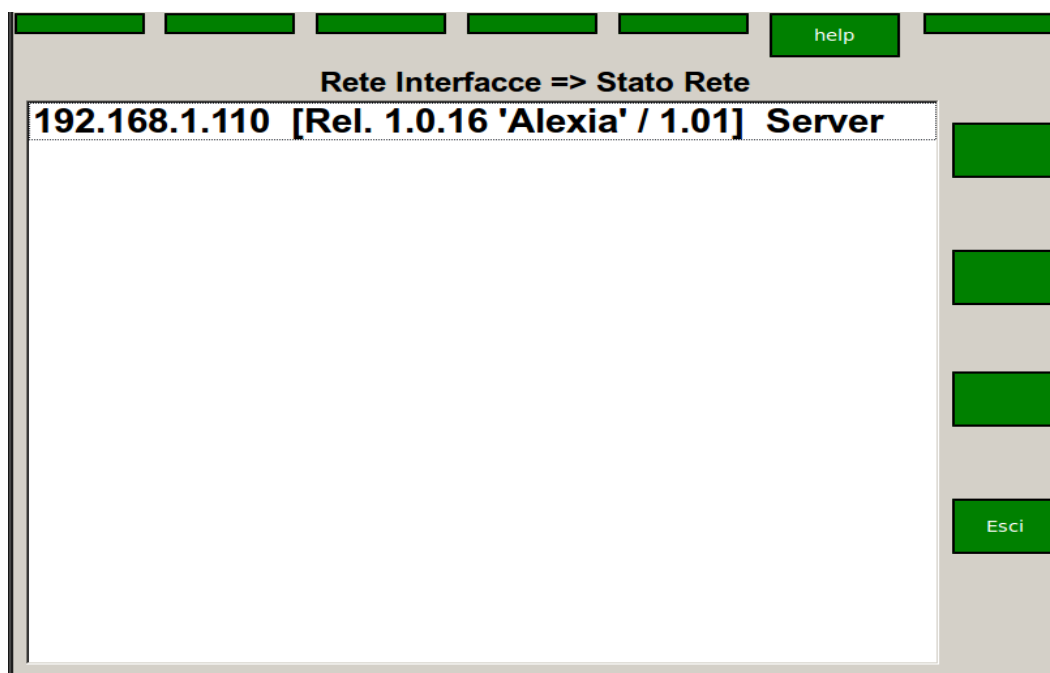 help
Rete Interfacce => Stato Rete
192.168.1.110 [Rel. 1.0.16 'Alexia' / 1.01] Server
Esci